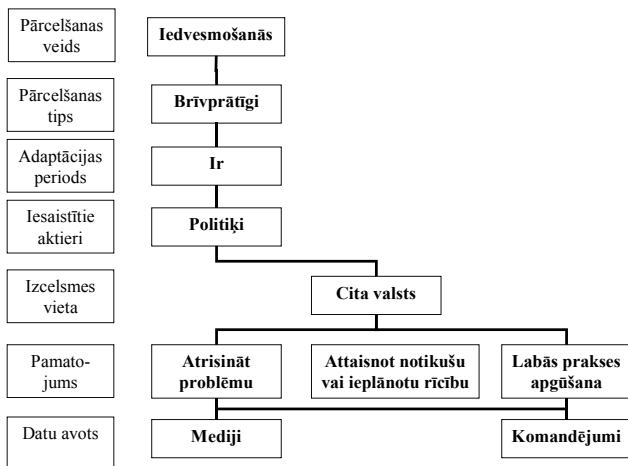 Pārcelšanas
veids
Iedvesmošanās
Pārcelšanas
tips
Brīvprātīgi
Adaptācijas
periods
Ir
Iesaistītie
aktieri
Politiķi
Izcelsmes
vieta
Cita valsts
Pamato-
jums
Atrisināt
problēmu
Attaisnot notikušu
vai ieplānotu rīcību
Labās prakses
apgūšana
Datu avots
Mediji
Komandējumi